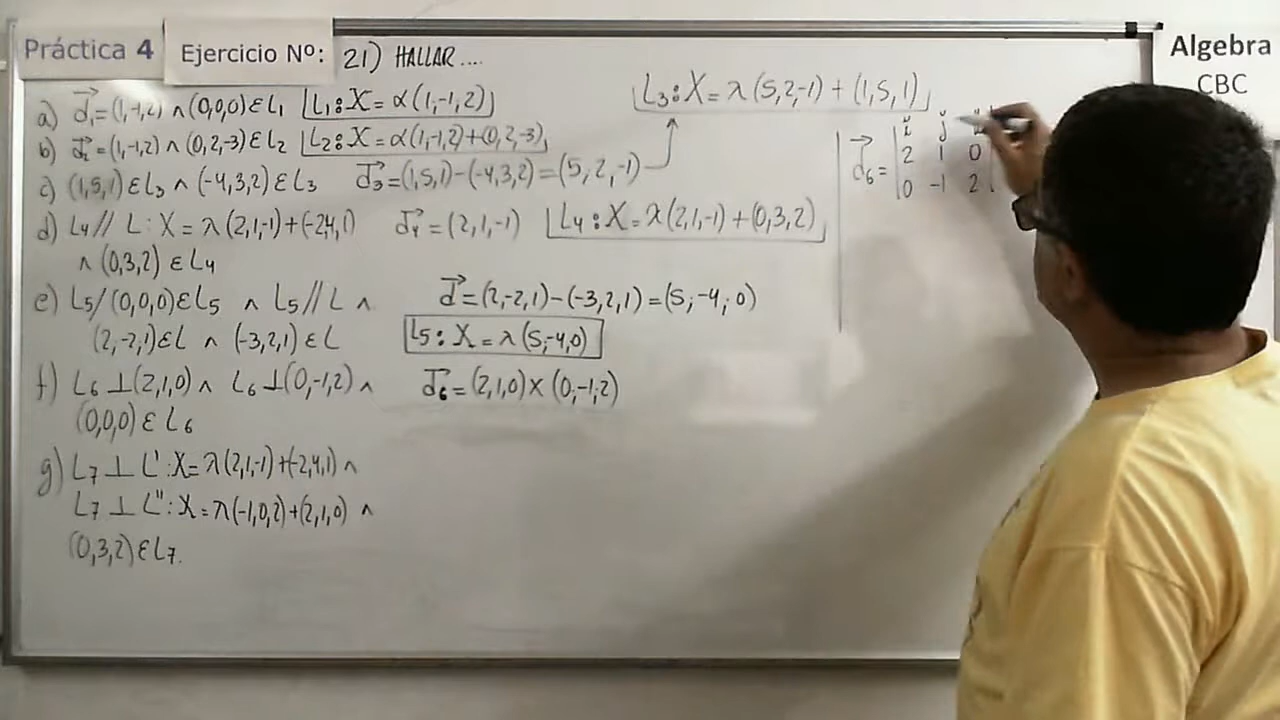 Práctica 4
Ejercicio Nº: 21) HALLAR....
Algebra
CBC
a) d₁=(1,-1,2) ∧ (0,0,0) ε L₁ L₁: X= α(1,-1,2)
b) d₂=(1,-1,2) ∧ (0,2,-3) ε L₂ L₂: X= α(1,-1,2)+(0,2,-3)
c) (1,5,1) ε L₃ ∧ (-4,3,2) ε L₃ d₃=(1,5,1)-(-4,3,2)=(5,2,-1)
L₃: X= λ(5,2,-1)+(1,5,1)
d) L₄// L: X= λ(2,1,-1)+(-2,4,1) d₄=(2,1,-1) L₄: X= λ(2,1,-1)+(0,3,2)
∧ (0,3,2) ε L₄
e) L₅/(0,0,0) ε L₅ ∧ L₅// L ∧ d=(2,-2,1)-(-3,2,1)=(5,-4,0)
(2,-2,1) ε L ∧ (-3,2,1) ε L L₅: X= λ(5,-4,0)
f) L₆ ⊥ (2,1,0) ∧ L₆ ⊥ (0,-1,2) ∧ d₆=(2,1,0) X (0,-1,2)
(0,0,0) ε L₆
g) L₇ ⊥ L': X= λ(2,1,-1)+(-2,4,1) ∧
L₇ ⊥ L'': X= λ(-1,0,2)+(2,1,0) ∧
(0,3,2) ε L₇.
i j
d₆= 2 1 0
0 -1 2